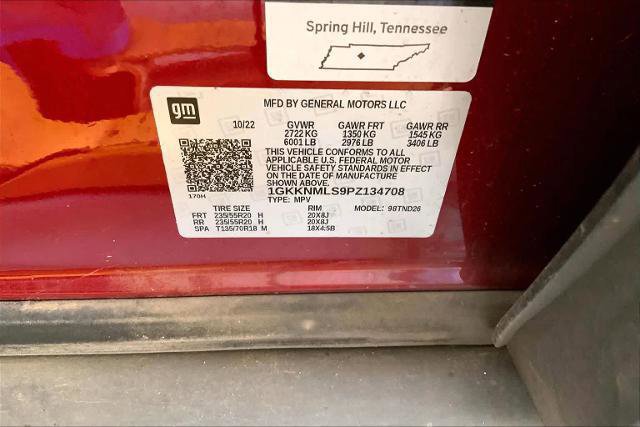 Spring Hill, Tennessee
gm
MFD BY GENERAL MOTORS LLC
10/22 GVWR GAWR FRT GAWR RR
2722 KG 1350 KG 1545 KG
6001 LB 2976 LB 3406 LB
THIS VEHICLE CONFORMS TO ALL
APPLICABLE U.S. FEDERAL MOTOR
VEHICLE SAFETY STANDARDS IN EFFECT
ON THE DATE OF MANUFACTURE
SHOWN ABOVE.
170H
1GKKNMLS9PZ134708
TYPE: MPV
TIRE SIZE RIM MODEL: 98TND26
FRT 235/55R20 H 20X8J
RR 235/55R20 H 20X8J
SPA T135/70R18 M 18X4.5B